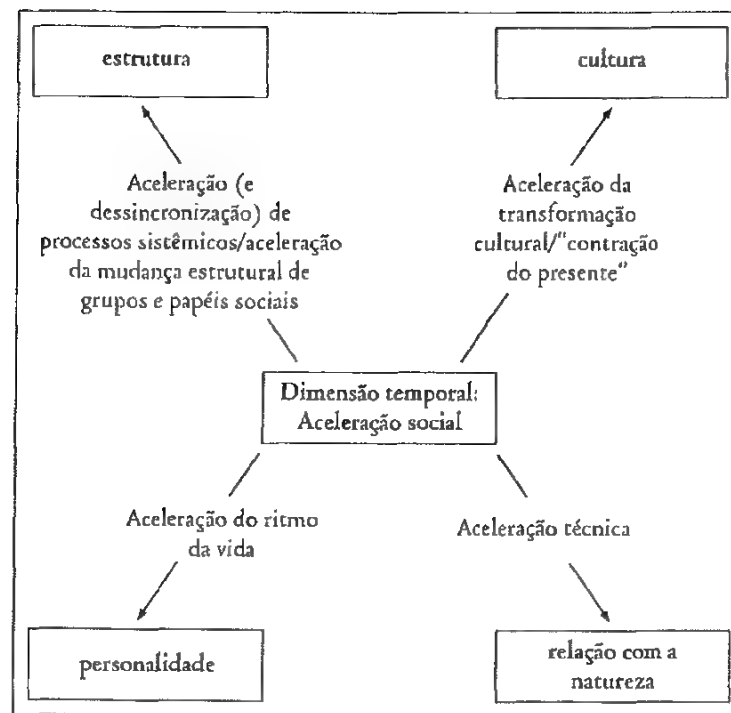 estrutura
cultura
Aceleração (e
dessincronização) de
processos sistêmicos/aceleração
da mudança estrutural de
grupos e papéis sociais
Aceleração da
transformação
cultural/"contração
do presente"
Dimensão temporal:
Aceleração social
Aceleração do ritmo
da vida
Aceleração técnica
personalidade
relação com a
natureza